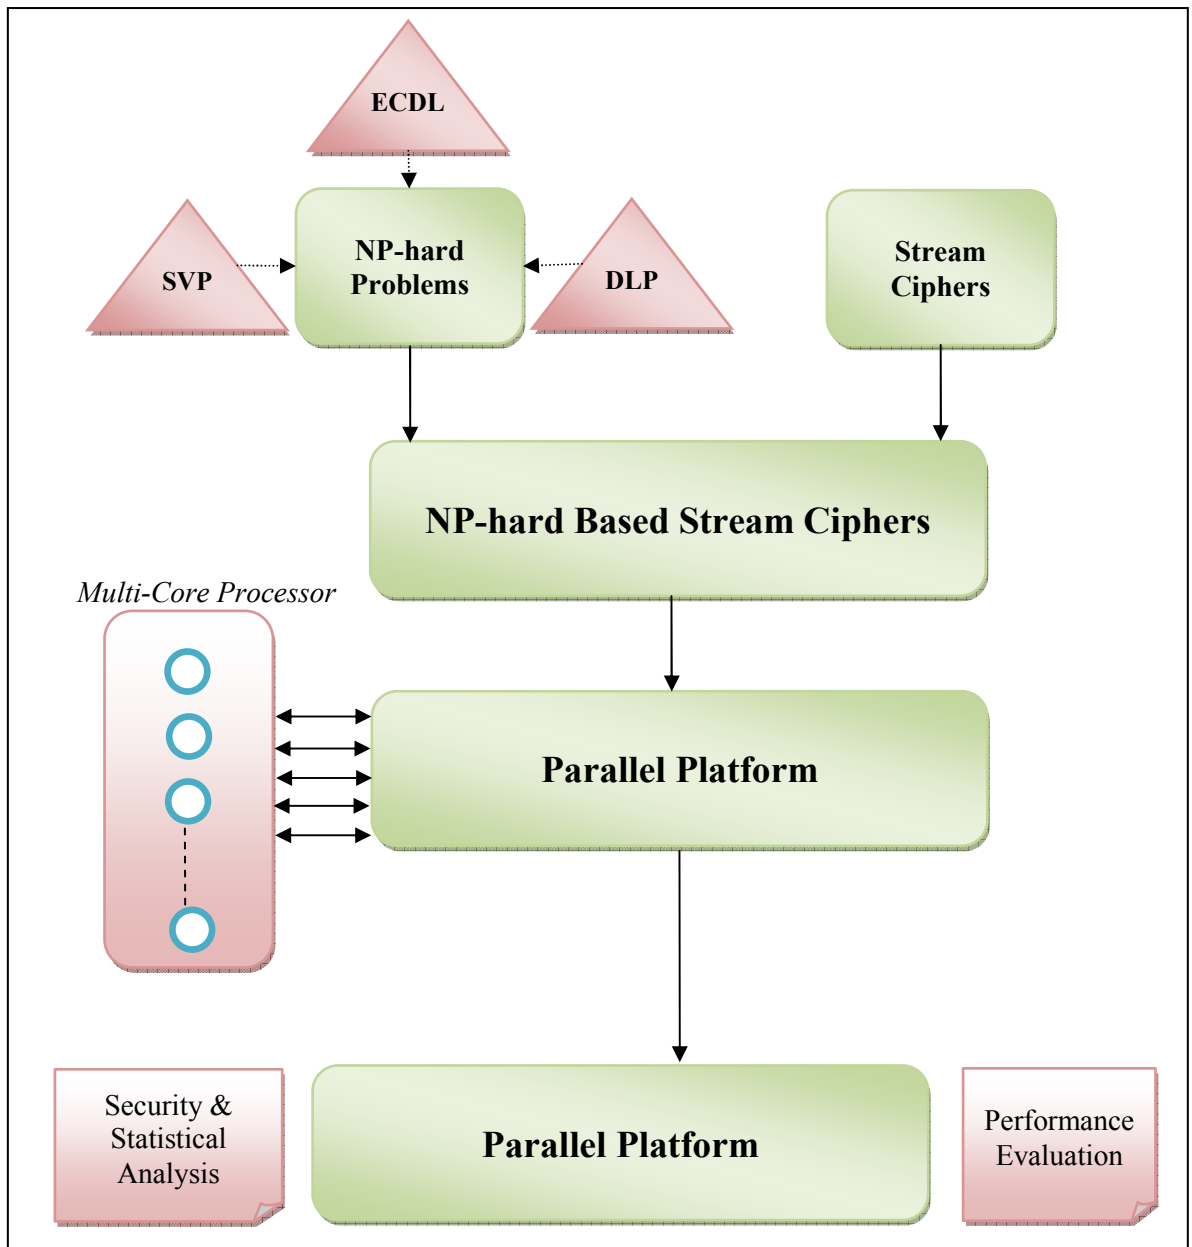 ECDL
NP-hard
Problems
SVP
DLP
Stream
Ciphers
NP-hard Based Stream Ciphers
Multi-Core Processor
Parallel Platform
Security &
Statistical
Analysis
Parallel Platform
Performance
Evaluation